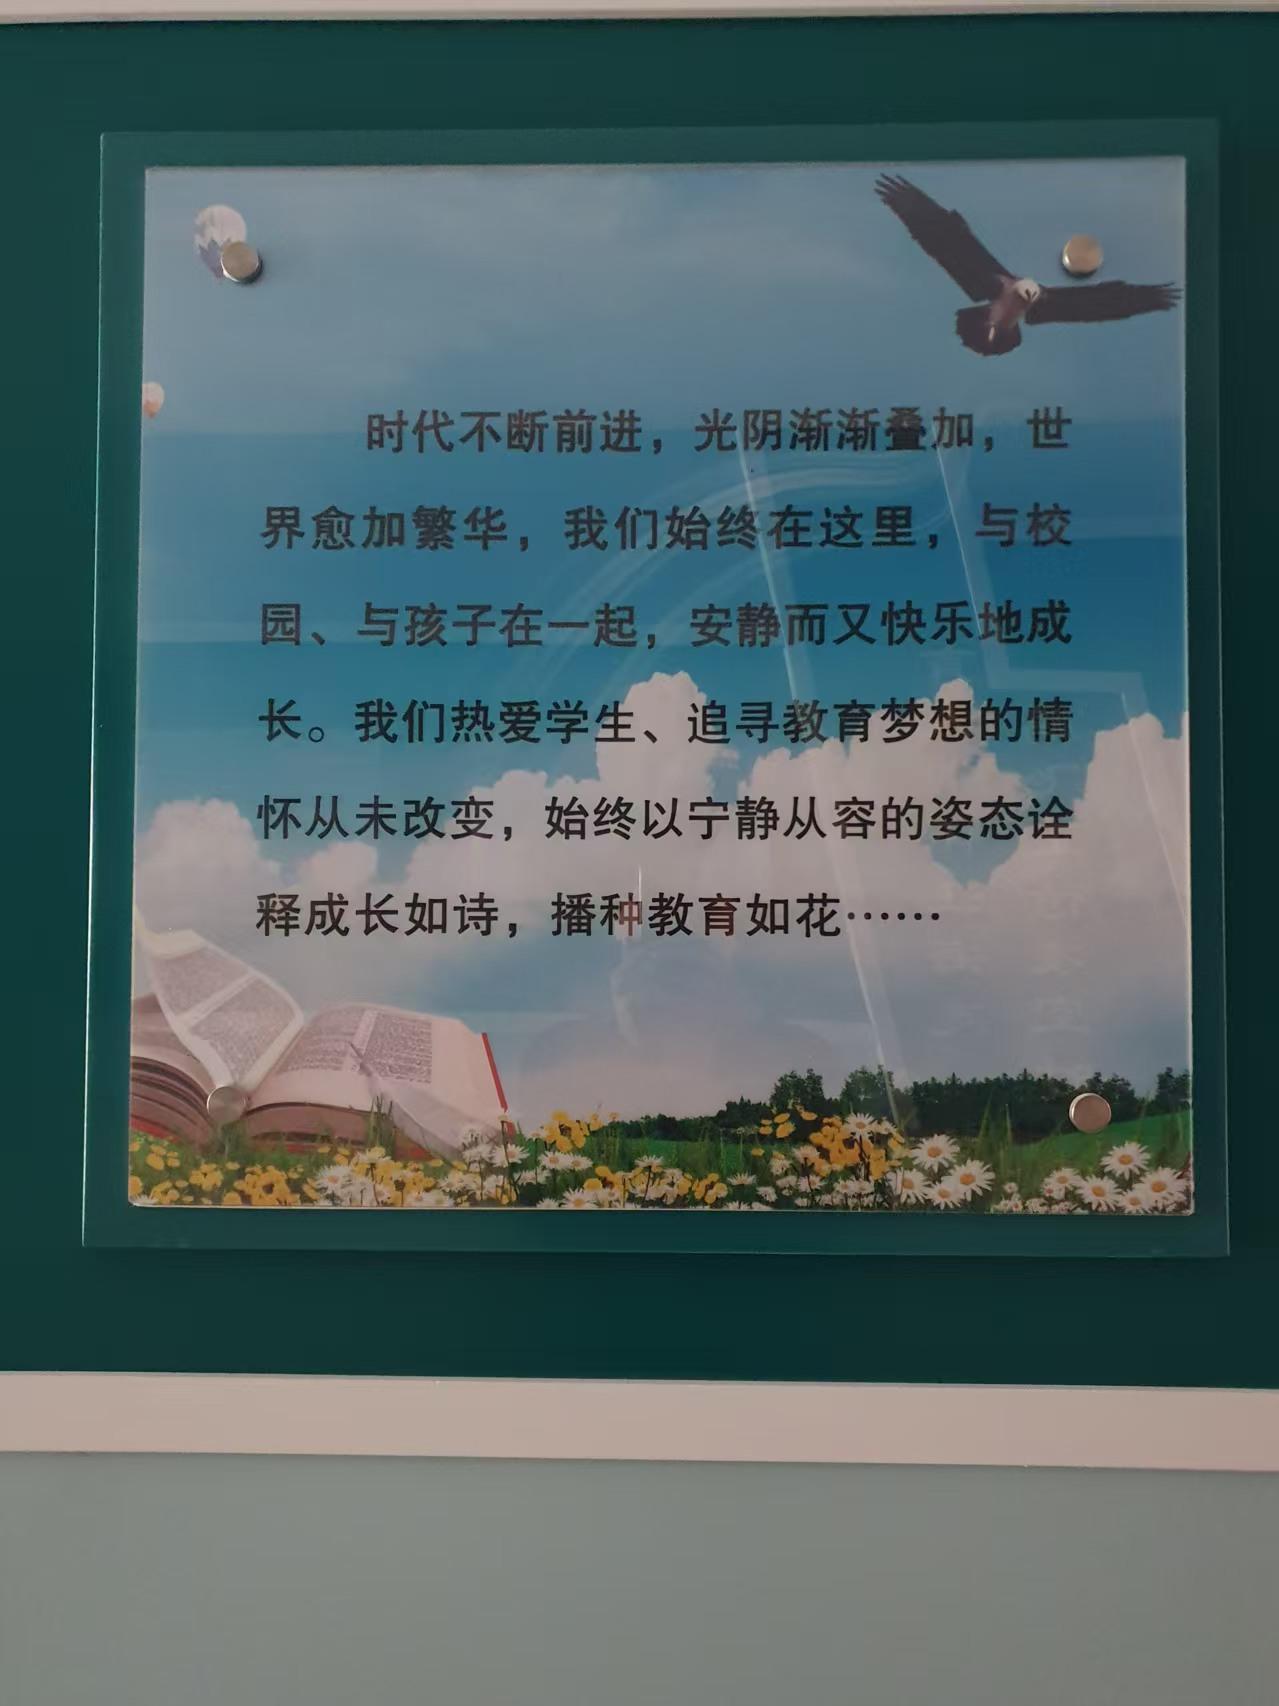 时代不断前进，光阴渐渐叠加，世
界愈加繁华，我们始终在这里，与校
园、与孩子在一起，安静而又快乐地成
长。我们热爱学生、追寻教育梦想的情
怀从未改变，始终以宁静从容的姿态诠
释成长如诗，播种教育如花……